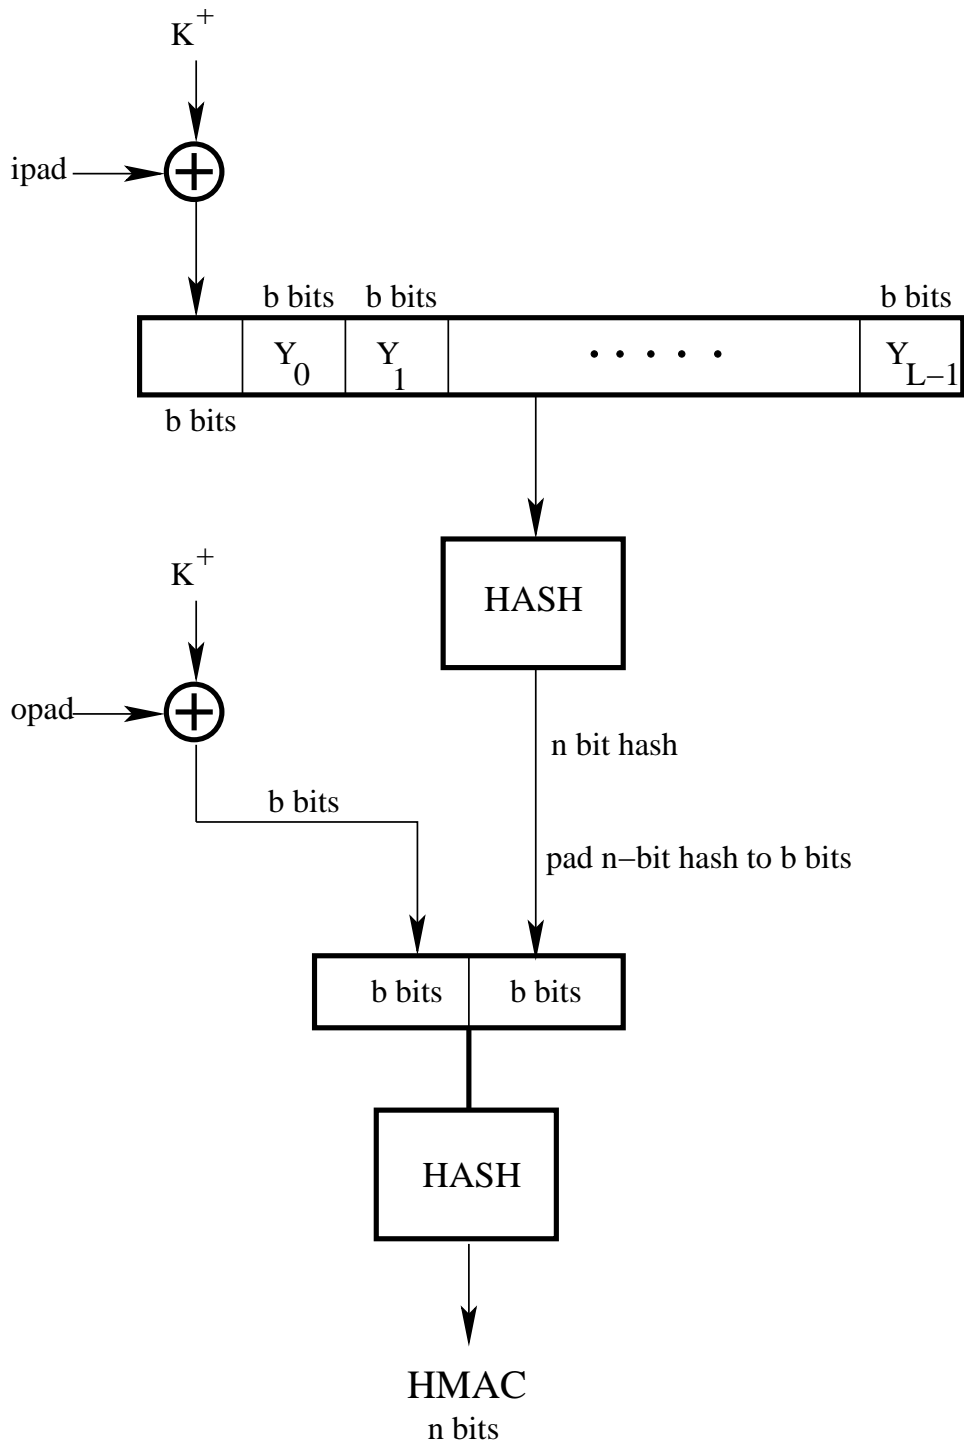 K+
ipad
b bits b bits b bits
Y0 Y1 ..... YL−1
b bits
HASH
K+
opad
n bit hash
b bits
pad n−bit hash to b bits
b bits b bits
HASH
HMAC
n bits